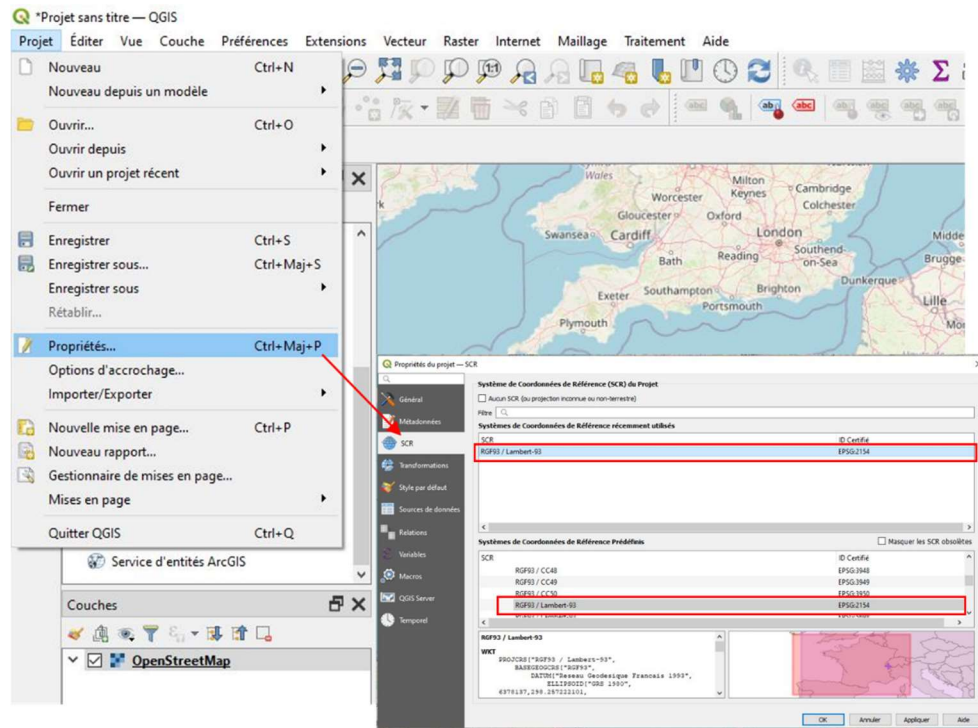 *Projet sans titre — QGIS
Projet Éditer Vue Couche Préférences Extensions Vecteur Raster Internet Maillage Traitement Aide
Nouveau Ctrl+N
Nouveau depuis un modèle
Ouvrir... Ctrl+O
Ouvrir depuis
Ouvrir un projet récent
Fermer
Enregistrer Ctrl+S
Enregistrer sous... Ctrl+Maj+S
Enregistrer sous
Rétablir...
Propriétés... Ctrl+Maj+P
Options d'accrochage...
Importer/Exporter
Nouvelle mise en page... Ctrl+P
Nouveau rapport...
Gestionnaire de mises en page...
Mises en page
Quitter QGIS Ctrl+Q
Service d'entités ArcGIS
Couches
OpenStreetMap
1:1
abc
ab
abc
Wales
Worcester
Milton
Keynes
Cambridge
Colchester
Gloucester
Oxford
Swansea
Cardiff
London
Bath
Reading
Southend-
on-Sea
Midde
Brugge
Exeter
Southampton
Brighton
Dunkerque
Portsmouth
Lille
Plymouth
Mo
Propriétés du projet — SCR
Général
Métadonnées
SCR
Transformations
Style par défaut
Sources de données
Relations
Variables
Macros
QGIS Server
Temporel
Système de Coordonnées de Référence (SCR) du Projet
Aucun SCR (ou projection inconnue ou non-terrestre)
Filtre
Systèmes de Coordonnées de Référence récemment utilisés
SCR ID Certifié
RGF93 / Lambert-93 EPSG:2154
Systèmes de Coordonnées de Référence Prédéfinis Masquer les SCR obsolètes
SCR ID Certifié
RGF93 / CC48 EPSG:3948
RGF93 / CC49 EPSG:3949
RGF93 / CC50 EPSG:3950
RGF93 / Lambert-93 EPSG:2154
RGF93 / Lambert-93
WKT
PROJCRS["RGF93 / Lambert-93",
BASEGEOGCRS["RGF93",
DATUM["Reseau Geodesique Francais 1993",
ELLIPSOID["GRS 1980",
6378137,298.257222101,
OK Annuler Appliquer Aide